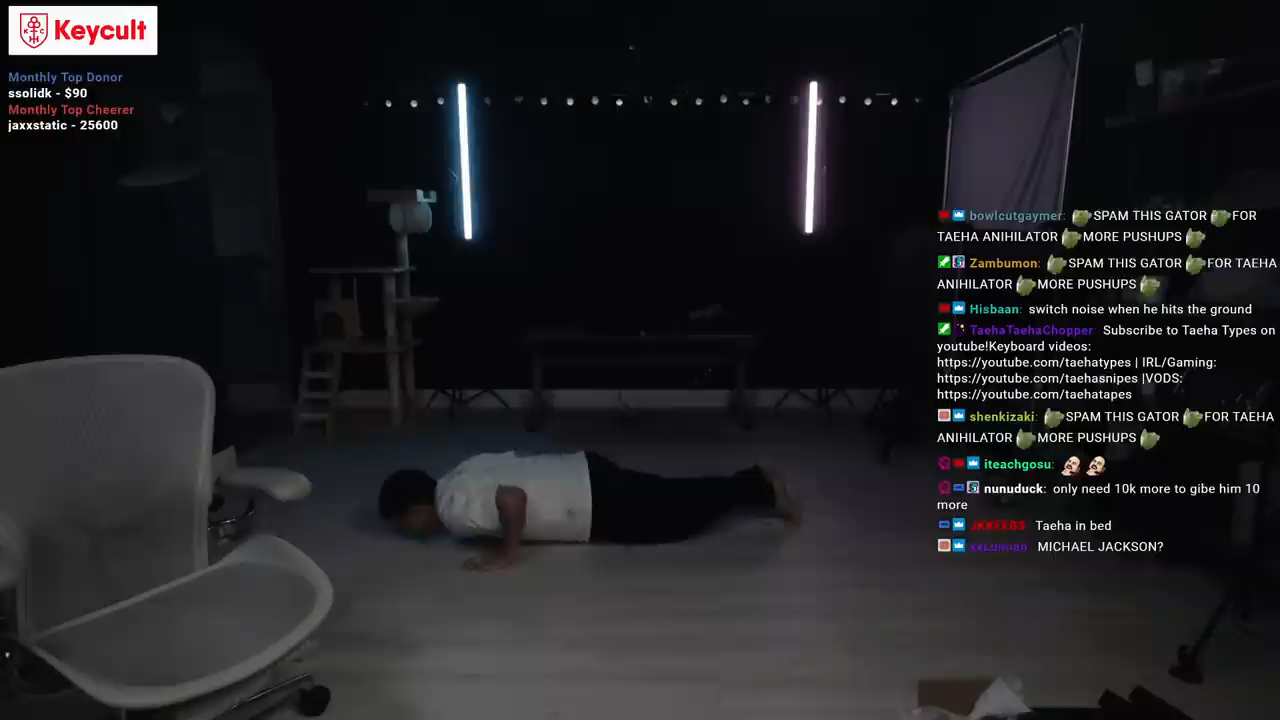 Keycult
Monthly Top Donor
ssolidk - $90
Monthly Top Cheerer
jaxxstatic - 25600
bowlcutgaymer: SPAM THIS GATOR FOR
TAEHA ANIHILATOR MORE PUSHUPS
Zambumon: SPAM THIS GATOR FOR TAEHA
ANIHILATOR MORE PUSHUPS
Hisbaan: switch noise when he hits the ground
TaehaTaehaChopper: Subscribe to Taeha Types on
youtube!Keyboard videos:
https://youtube.com/taehatypes | IRL/Gaming:
https://youtube.com/taehasnipes |VODS:
https://youtube.com/taehatapes
shenkizaki: SPAM THIS GATOR FOR TAEHA
ANIHILATOR MORE PUSHUPS
iteachgosu:
nunuduck: only need 10k more to gibe him 10
more
JKKEEBS: Taeha in bed
MICHAEL JACKSON?